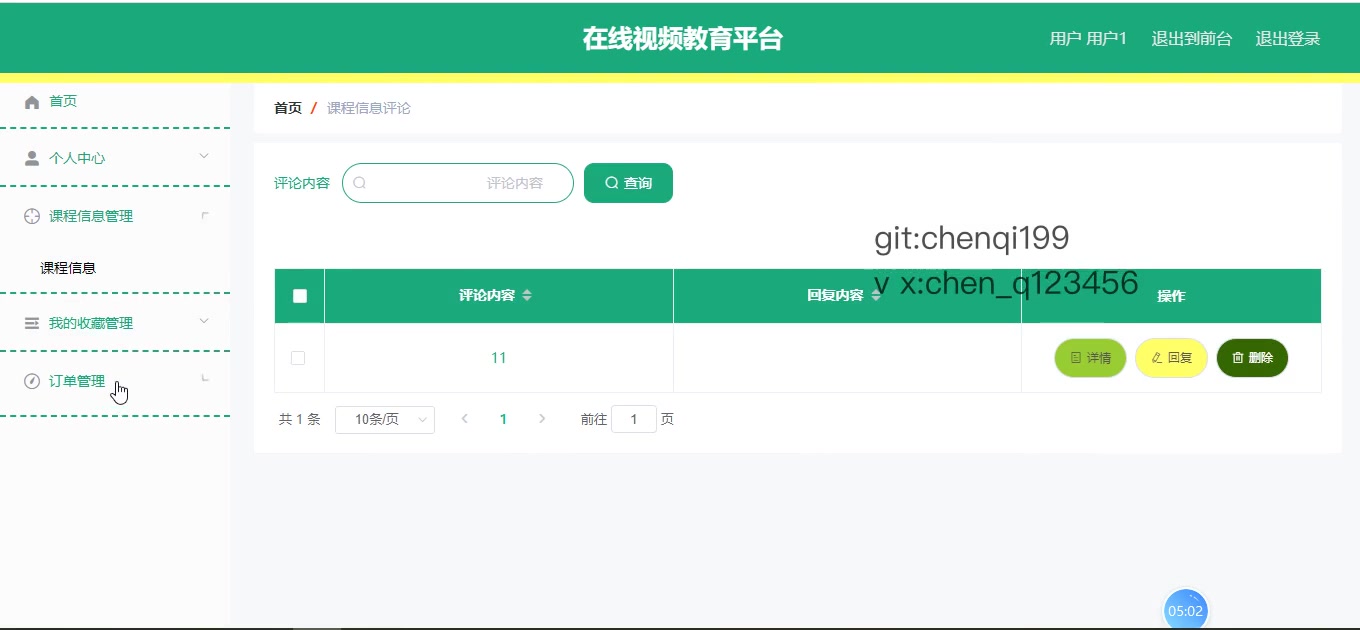 在线视频教育平台
用户 用户1 退出到前台 退出登录
首页
首页 / 课程信息评论
个人中心
评论内容 评论内容 查询
课程信息管理
git:chenqi199
课程信息
v x:chen_q123456
评论内容 回复内容 操作
我的收藏管理
11 详情 回复 删除
订单管理
共 1 条 10条/页 1 前往 1 页
05:02